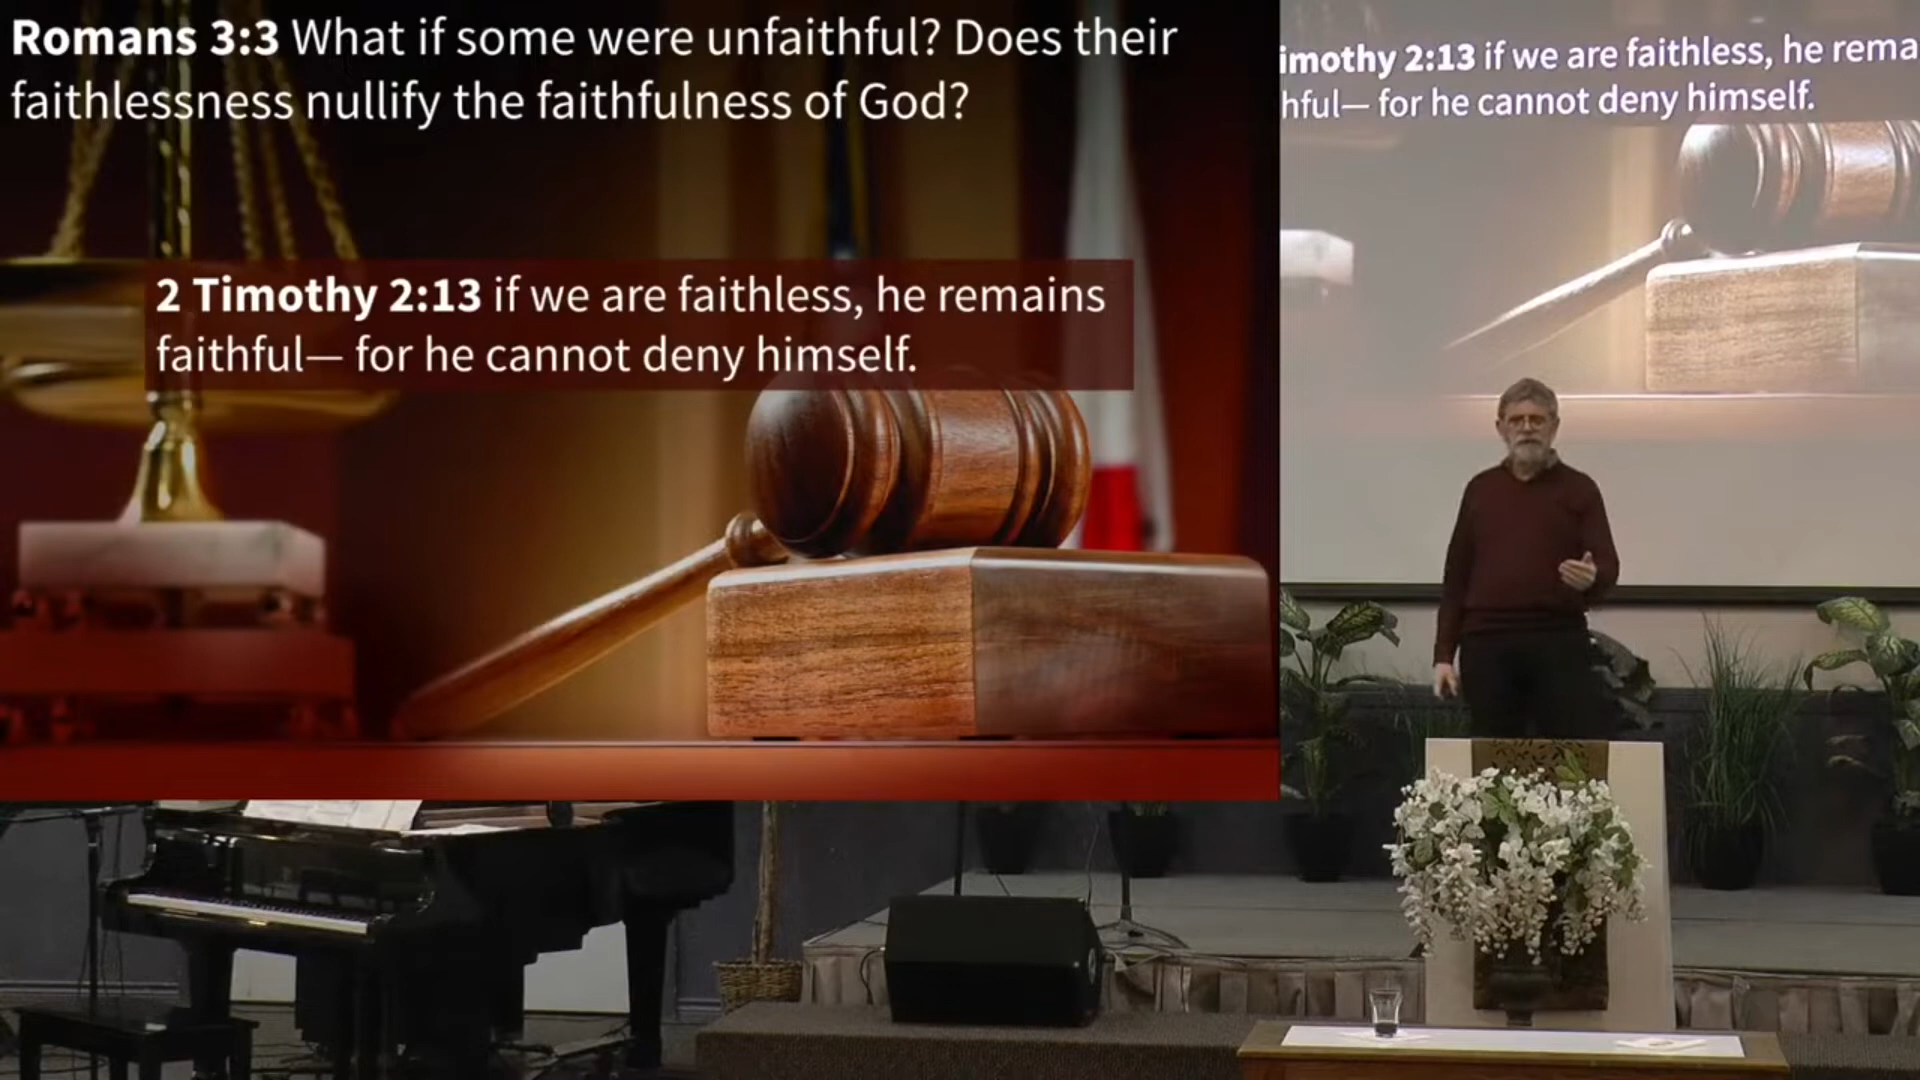 Romans 3:3 What if some were unfaithful? Does their
faithlessness nullify the faithfulness of God?
2 Timothy 2:13 if we are faithless, he remains
faithful— for he cannot deny himself.
imothy 2:13 if we are faithless, he rema
hful— for he cannot deny himself.